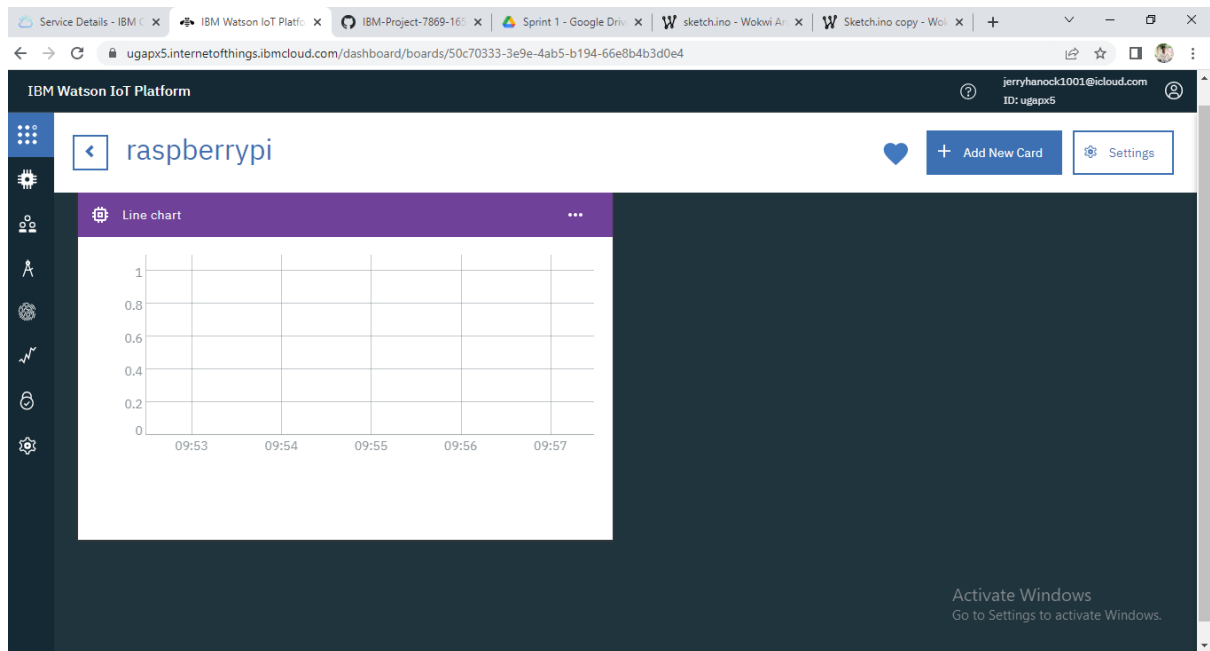 Service Details - IBM C
IBM Watson IoT Platfo
IBM-Project-7869-165
Sprint 1 - Google Driv
sketch.ino - Wokwi Ar
Sketch.ino copy - Wok
ugapx5.internetofthings.ibmcloud.com/dashboard/boards/50c70333-3e9e-4ab5-b194-66e8b4b3d0e4
IBM Watson IoT Platform
jerryhanock1001@icloud.com
ID: ugapx5
raspberrypi
+ Add New Card
Settings
Line chart
1
0.8
0.6
0.4
0.2
0
09:53 09:54 09:55 09:56 09:57
Activate Windows
Go to Settings to activate Windows.